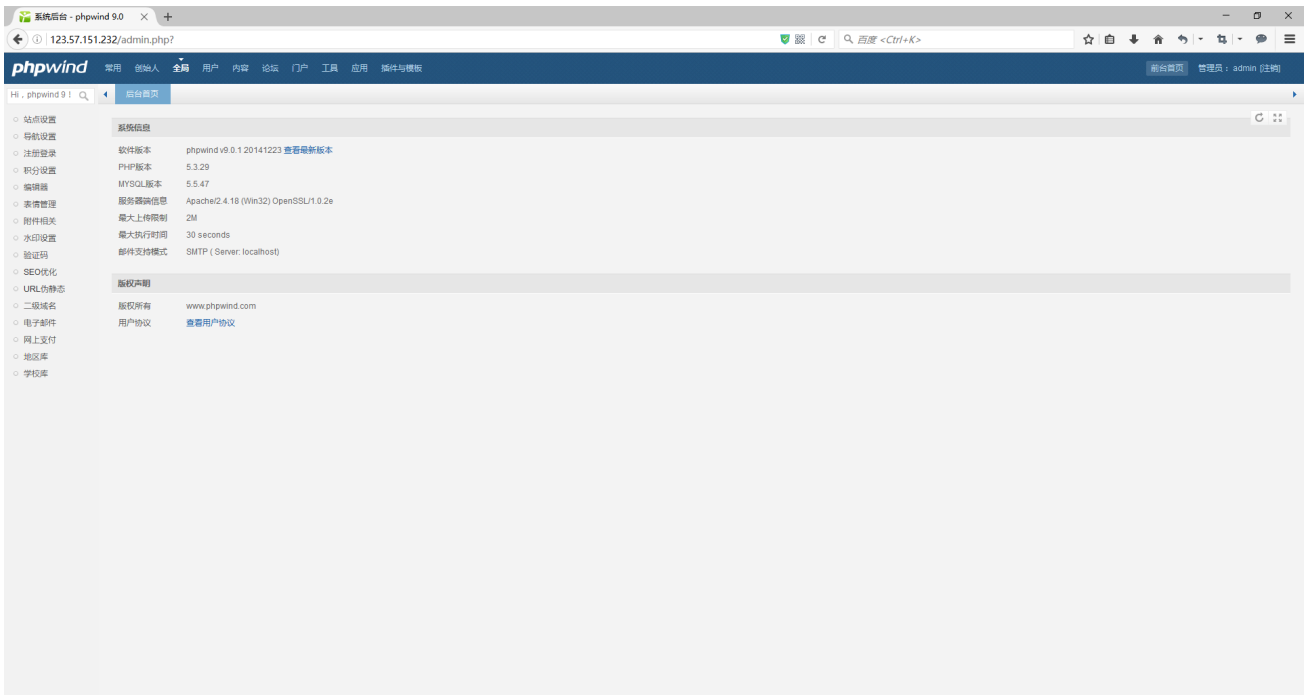 系统后台 - phpwind 9.0
123.57.151.232/admin.php?
百度 <Ctrl+K>
phpwind 常用 创始人 全局 用户 内容 论坛 门户 工具 应用 插件与模板 前台首页 管理员：admin [注销]
Hi，phpwind 9！ 后台首页
站点设置
导航设置
注册登录
积分设置
编辑器
表情管理
附件相关
水印设置
验证码
SEO优化
URL伪静态
二级域名
电子邮件
网上支付
地区库
学校库
系统信息
软件版本 phpwind v9.0.1 20141223 查看最新版本
PHP版本 5.3.29
MYSQL版本 5.5.47
服务器端信息 Apache/2.4.18 (Win32) OpenSSL/1.0.2e
最大上传限制 2M
最大执行时间 30 seconds
邮件支持模式 SMTP ( Server: localhost)
版权声明
版权所有 www.phpwind.com
用户协议 查看用户协议